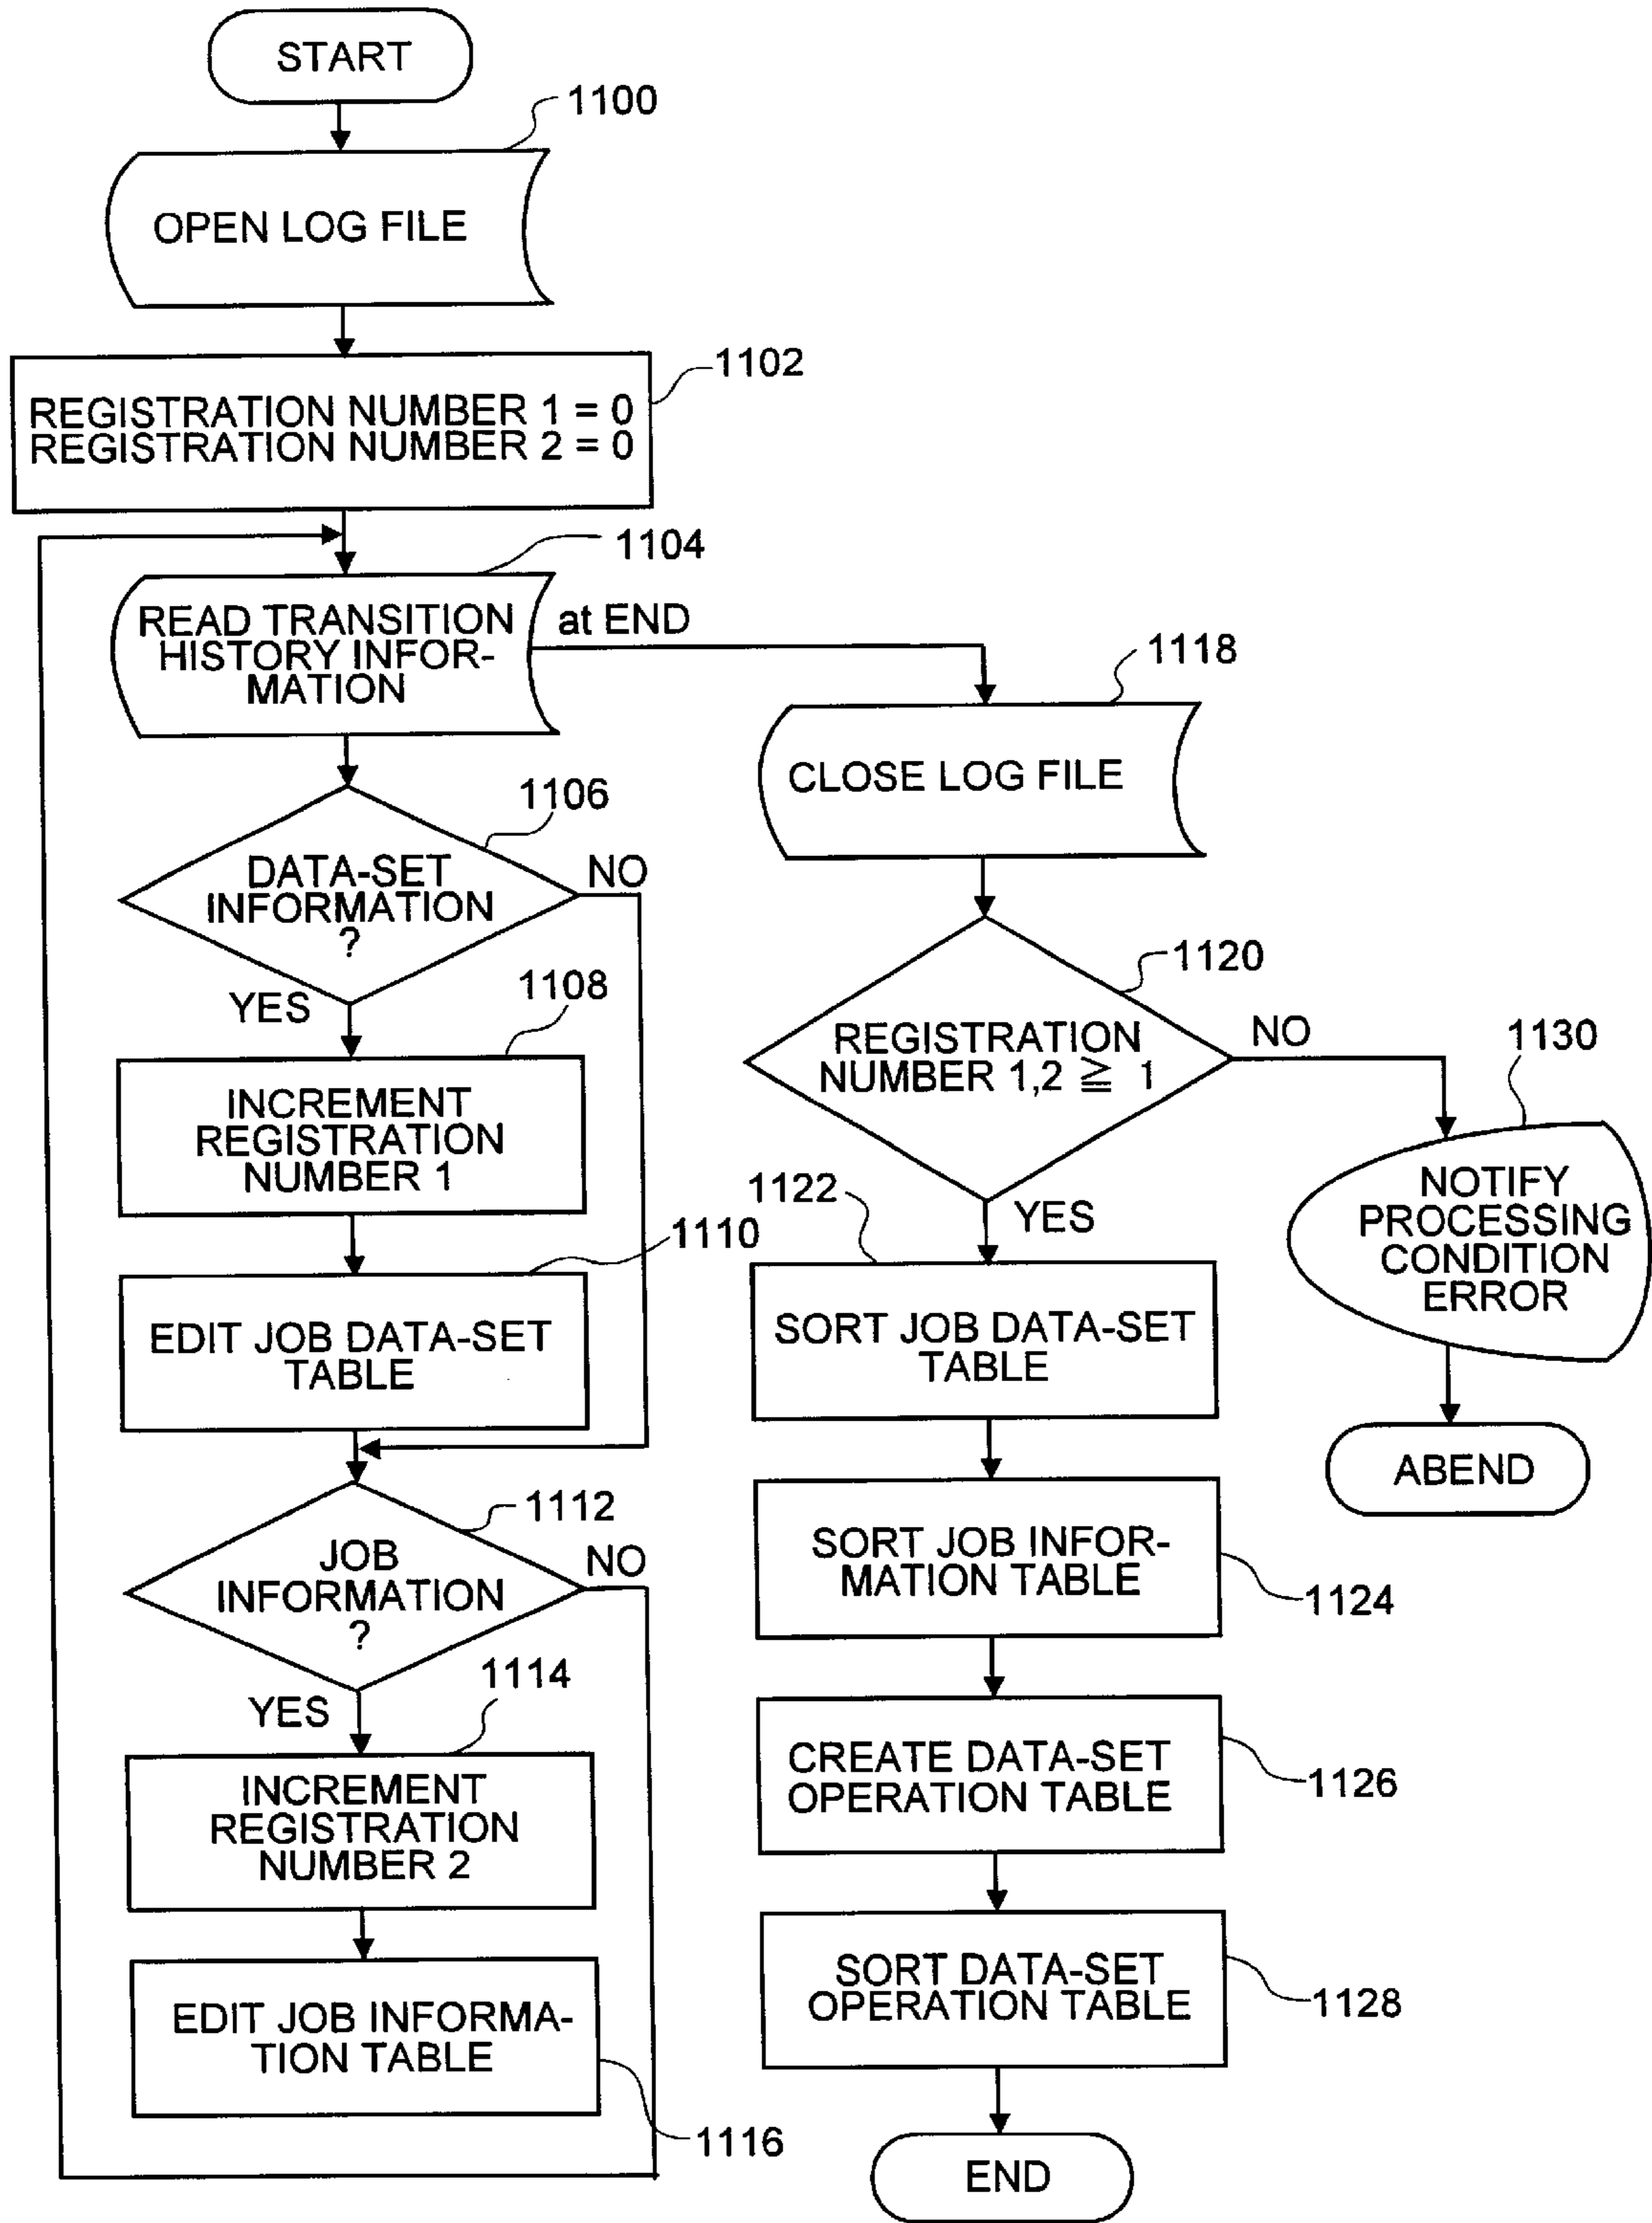 START
1100
OPEN LOG FILE
1102
REGISTRATION NUMBER 1 = 0
REGISTRATION NUMBER 2 = 0
1104
READ TRANSITION
HISTORY INFOR-
MATION
at END
1106
DATA-SET
INFORMATION
?
NO
YES
1108
INCREMENT
REGISTRATION
NUMBER 1
1110
EDIT JOB DATA-SET
TABLE
1112
JOB
INFORMATION
?
NO
YES
1114
INCREMENT
REGISTRATION
NUMBER 2
EDIT JOB INFORMA-
TION TABLE
1116
1118
CLOSE LOG FILE
1120
REGISTRATION
NUMBER 1,2 ≧ 1
NO
YES
1130
NOTIFY
PROCESSING
CONDITION
ERROR
ABEND
1122
SORT JOB DATA-SET
TABLE
SORT JOB INFOR-
MATION TABLE
1124
CREATE DATA-SET
OPERATION TABLE
1126
SORT DATA-SET
OPERATION TABLE
1128
END